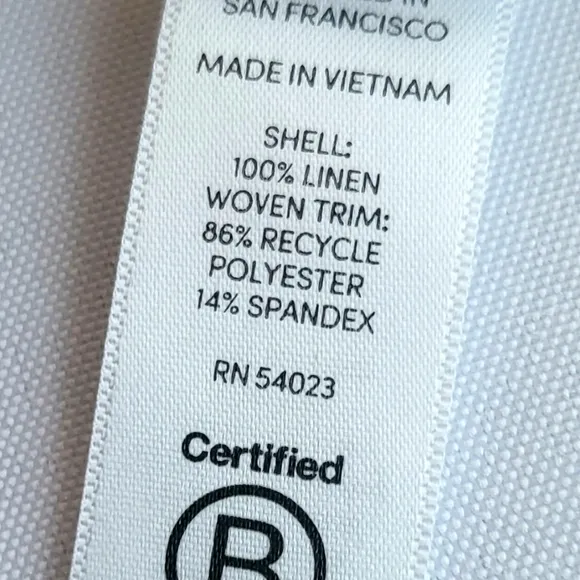 SAN FRANCISCO
MADE IN VIETNAM
SHELL:
100% LINEN
WOVEN TRIM:
86% RECYCLE
POLYESTER
14% SPANDEX
RN 54023
Certified
B